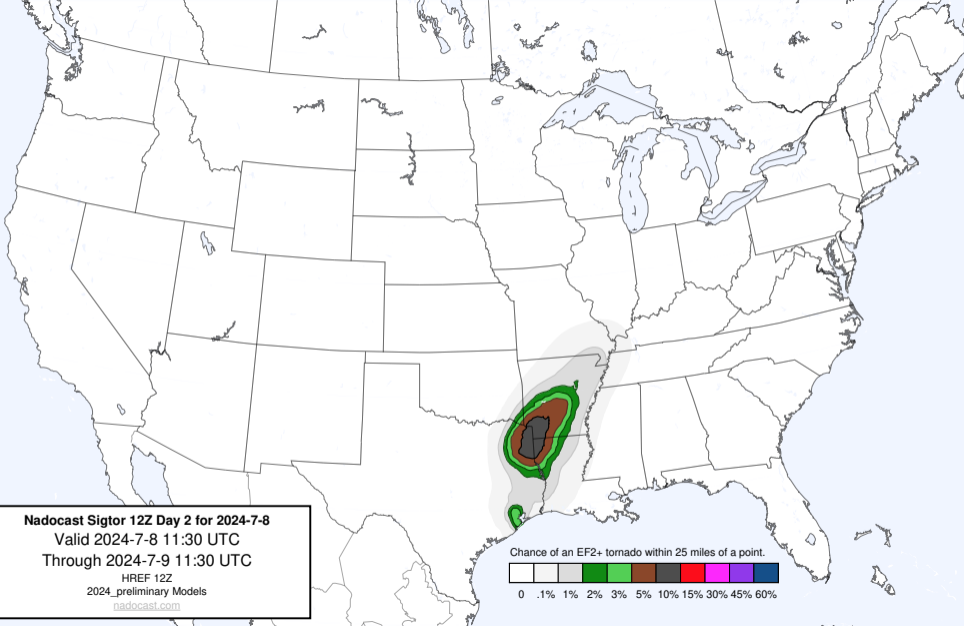 Nadocast Sigtor 12Z Day 2 for 2024-7-8
Valid 2024-7-8 11:30 UTC
Through 2024-7-9 11:30 UTC
HREF 12Z
2024_preliminary Models
nadocast.com
Chance of an EF2+ tornado within 25 miles of a point.
0 .1% 1% 2% 3% 5% 10% 15% 30% 45% 60%